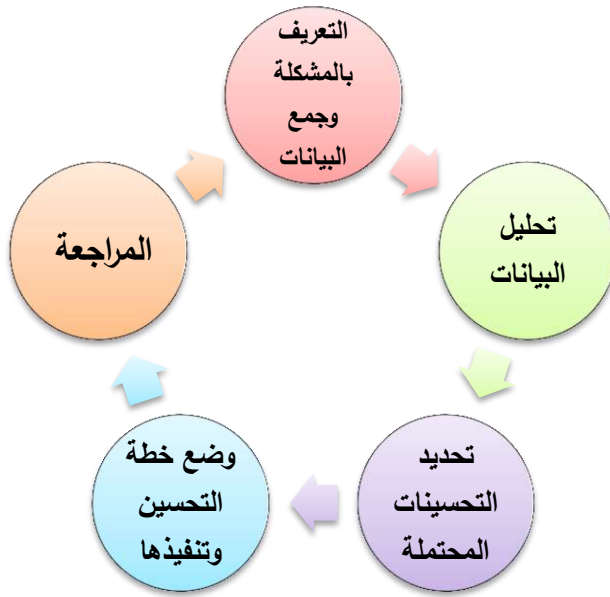 التعريف
بالمشكلة
وجمع
البيانات
تحليل
البيانات
تحديد
التحسينات
المحتملة
وضع خطة
التحسين
وتنفيذها
المراجعة